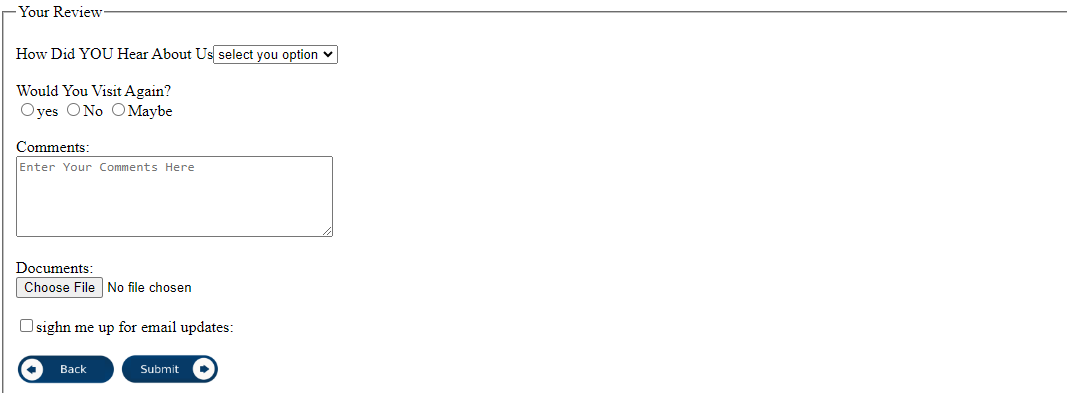 Your Review
How Did YOU Hear About Us select you option
Would You Visit Again?
yes No Maybe
Comments:
Enter Your Comments Here
Documents:
Choose File No file chosen
sighn me up for email updates:
Back Submit